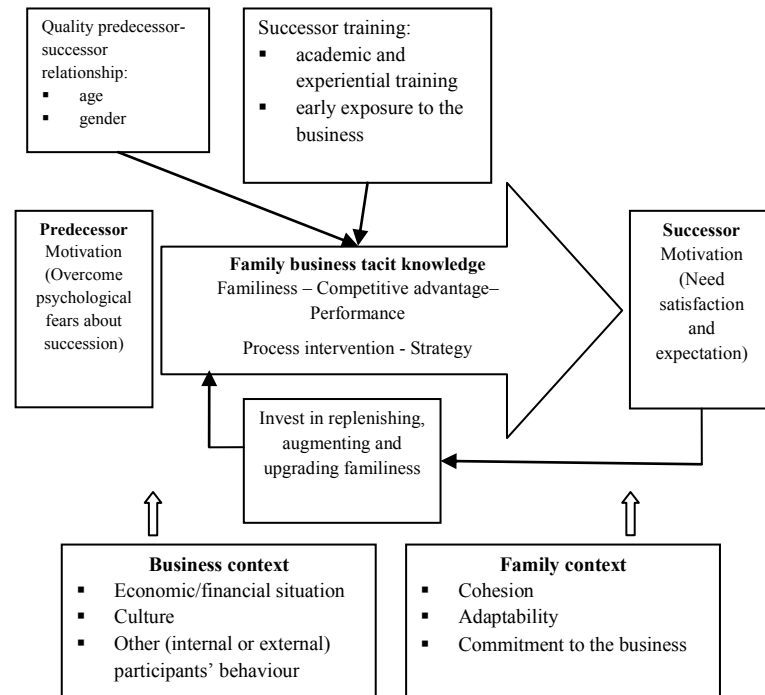 Quality predecessor-
successor
relationship:
▪ age
▪ gender
Successor training:
▪ academic and
experiential training
▪ early exposure to the
business
Predecessor
Motivation
(Overcome
psychological
fears about
succession)
Family business tacit knowledge
Familiness – Competitive advantage–
Performance
Process intervention - Strategy
Successor
Motivation
(Need
satisfaction
and
expectation)
Invest in replenishing,
augmenting and
upgrading familiness
Business context
▪ Economic/financial situation
▪ Culture
▪ Other (internal or external)
participants’ behaviour
Family context
▪ Cohesion
▪ Adaptability
▪ Commitment to the business